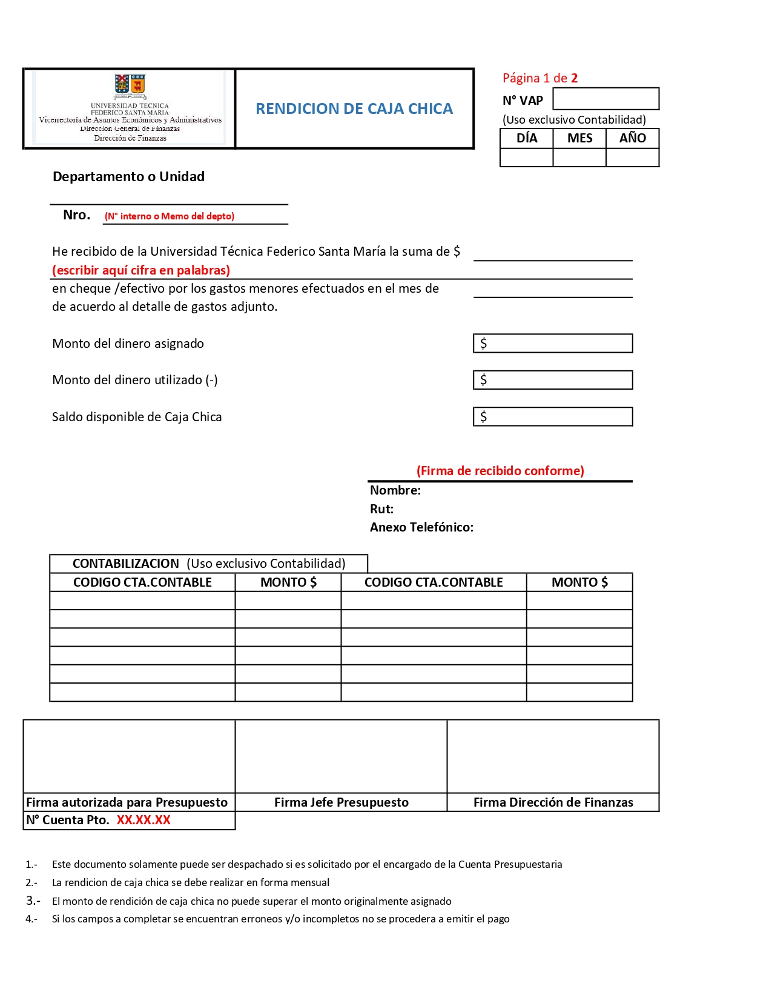 UNIVERSIDAD TECNICA
FEDERICO SANTA MARIA
Vicerrectoría de Asuntos Económicos y Administrativos
Dirección General de Finanzas
Dirección de Finanzas
RENDICION DE CAJA CHICA
Página 1 de 2
N° VAP
(Uso exclusivo Contabilidad)
DÍA MES AÑO
Departamento o Unidad
Nro. (N° interno o Memo del depto)
He recibido de la Universidad Técnica Federico Santa María la suma de $
(escribir aquí cifra en palabras)
en cheque /efectivo por los gastos menores efectuados en el mes de
de acuerdo al detalle de gastos adjunto.
Monto del dinero asignado $
Monto del dinero utilizado (-) $
Saldo disponible de Caja Chica $
(Firma de recibido conforme)
Nombre:
Rut:
Anexo Telefónico:
CONTABILIZACION (Uso exclusivo Contabilidad)
CODIGO CTA.CONTABLE MONTO $ CODIGO CTA.CONTABLE MONTO $
Firma autorizada para Presupuesto Firma Jefe Presupuesto Firma Dirección de Finanzas
N° Cuenta Pto. XX.XX.XX
1.- Este documento solamente puede ser despachado si es solicitado por el encargado de la Cuenta Presupuestaria
2.- La rendicion de caja chica se debe realizar en forma mensual
3.- El monto de rendición de caja chica no puede superar el monto originalmente asignado
4.- Si los campos a completar se encuentran erroneos y/o incompletos no se procedera a emitir el pago